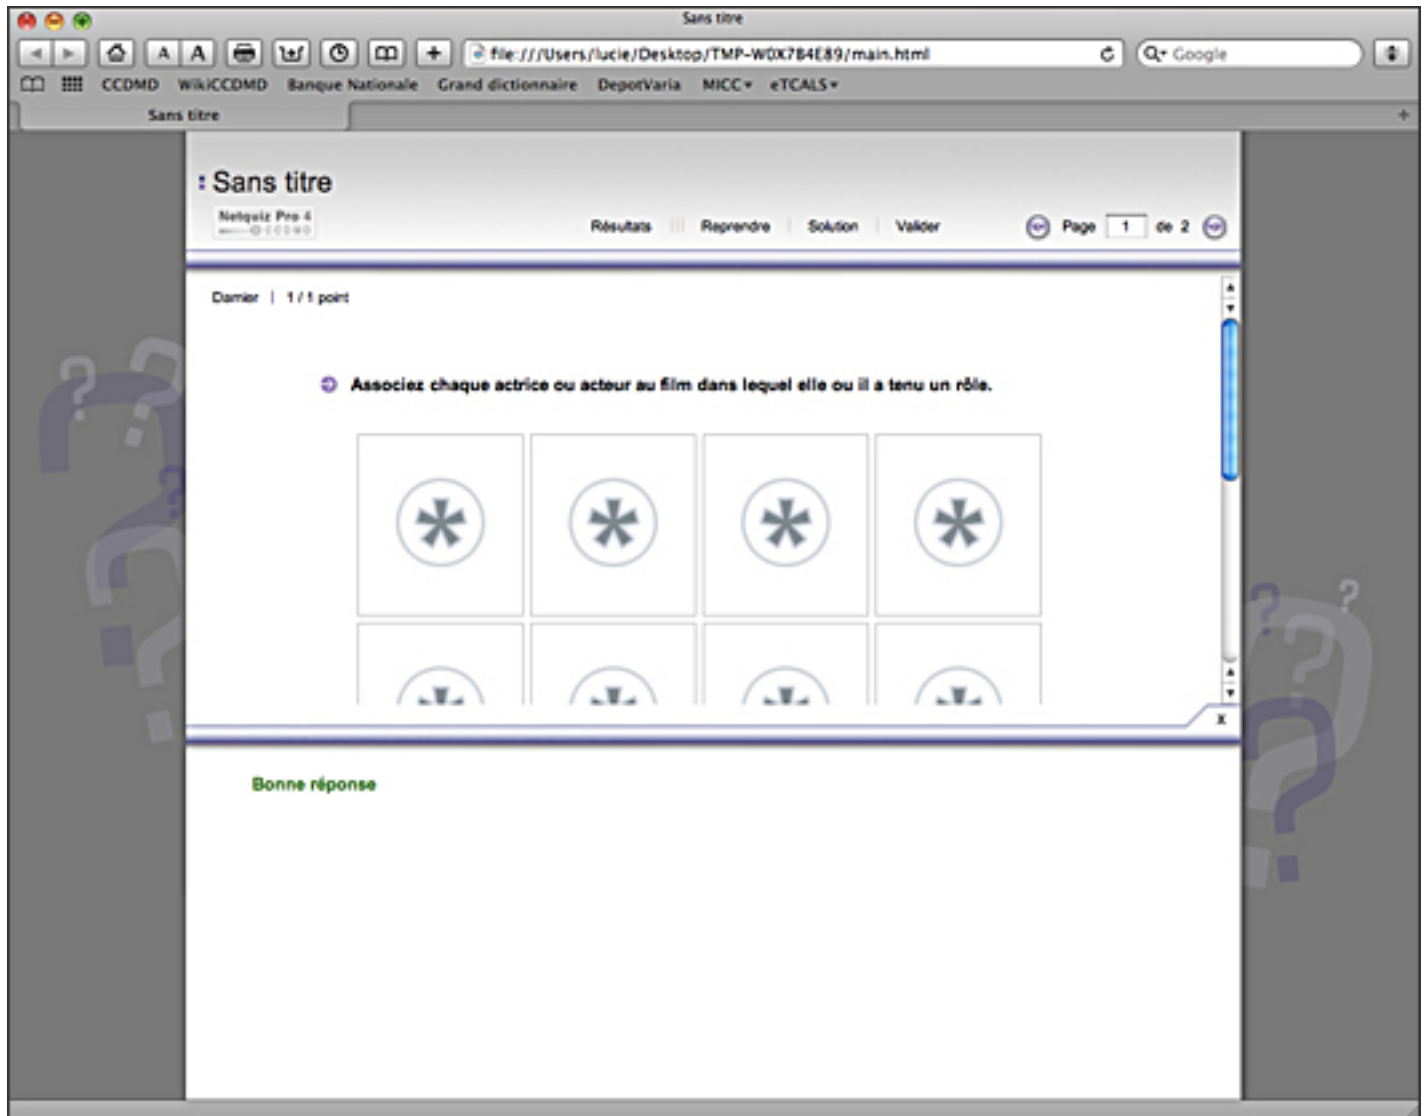 Sans titre
A A + file:///Users/lucie/Desktop/TMP-W0X7B4E89/main.html Q Google
CCDMD WikiCCDMD Banque Nationale Grand dictionnaire DepotVaria MICC eTCALS
Sans titre +
Sans titre
Netquiz Pro 4
CCDMD
Résultats Reprendre Solution Valider Page 1 de 2
Damier | 1 / 1 point
Associez chaque actrice ou acteur au film dans lequel elle ou il a tenu un rôle.
* * * *
* * * *
X
Bonne réponse